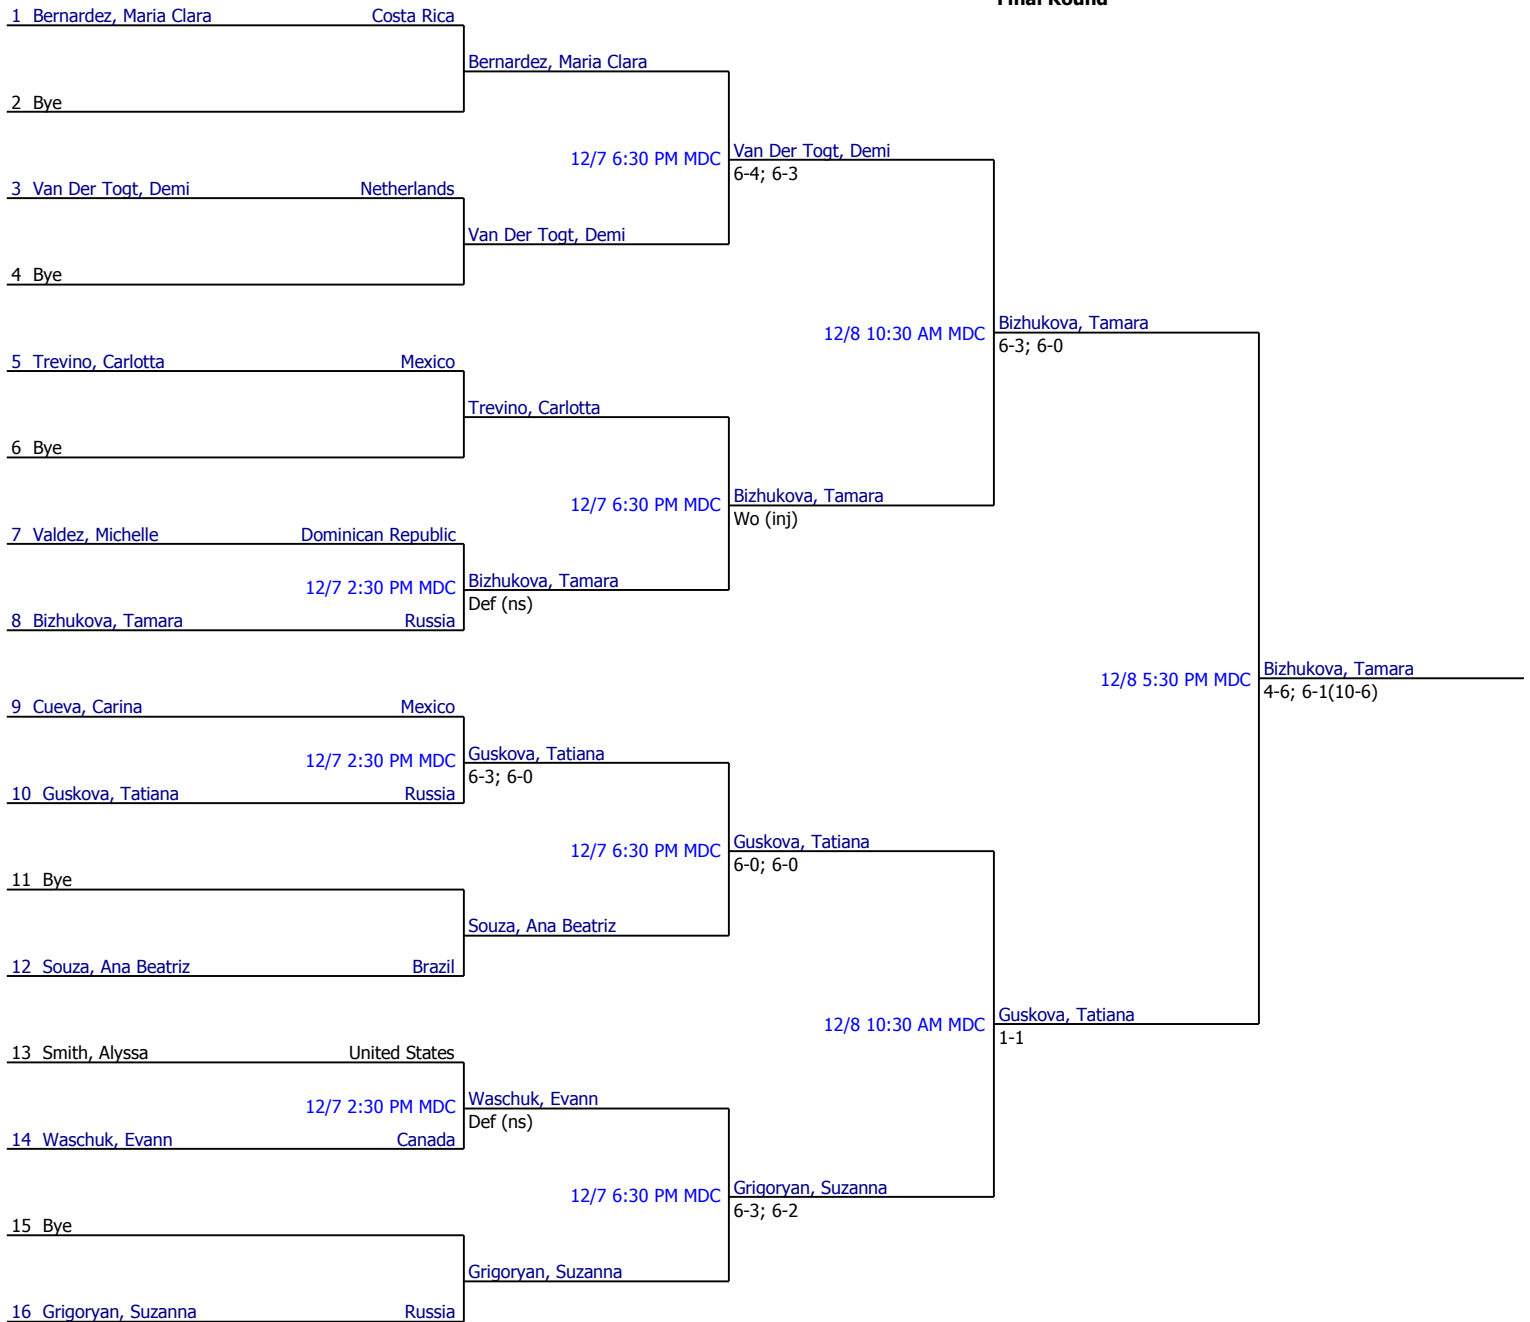 Final Round
1 Bernardez, Maria Clara Costa Rica
Bernardez, Maria Clara
2 Bye
12/7 6:30 PM MDC Van Der Togt, Demi
6-4; 6-3
3 Van Der Togt, Demi Netherlands
Van Der Togt, Demi
4 Bye
12/8 10:30 AM MDC Bizhukova, Tamara
6-3; 6-0
5 Trevino, Carlotta Mexico
Trevino, Carlotta
6 Bye
12/7 6:30 PM MDC Bizhukova, Tamara
Wo (inj)
7 Valdez, Michelle Dominican Republic
12/7 2:30 PM MDC Bizhukova, Tamara
Def (ns)
8 Bizhukova, Tamara Russia
12/8 5:30 PM MDC Bizhukova, Tamara
4-6; 6-1(10-6)
9 Cueva, Carina Mexico
12/7 2:30 PM MDC Guskova, Tatiana
6-3; 6-0
10 Guskova, Tatiana Russia
12/7 6:30 PM MDC Guskova, Tatiana
6-0; 6-0
11 Bye
Souza, Ana Beatriz
12 Souza, Ana Beatriz Brazil
12/8 10:30 AM MDC Guskova, Tatiana
1-1
13 Smith, Alyssa United States
12/7 2:30 PM MDC Waschuk, Evann
Def (ns)
14 Waschuk, Evann Canada
12/7 6:30 PM MDC Grigoryan, Suzanna
6-3; 6-2
15 Bye
Grigoryan, Suzanna
16 Grigoryan, Suzanna Russia